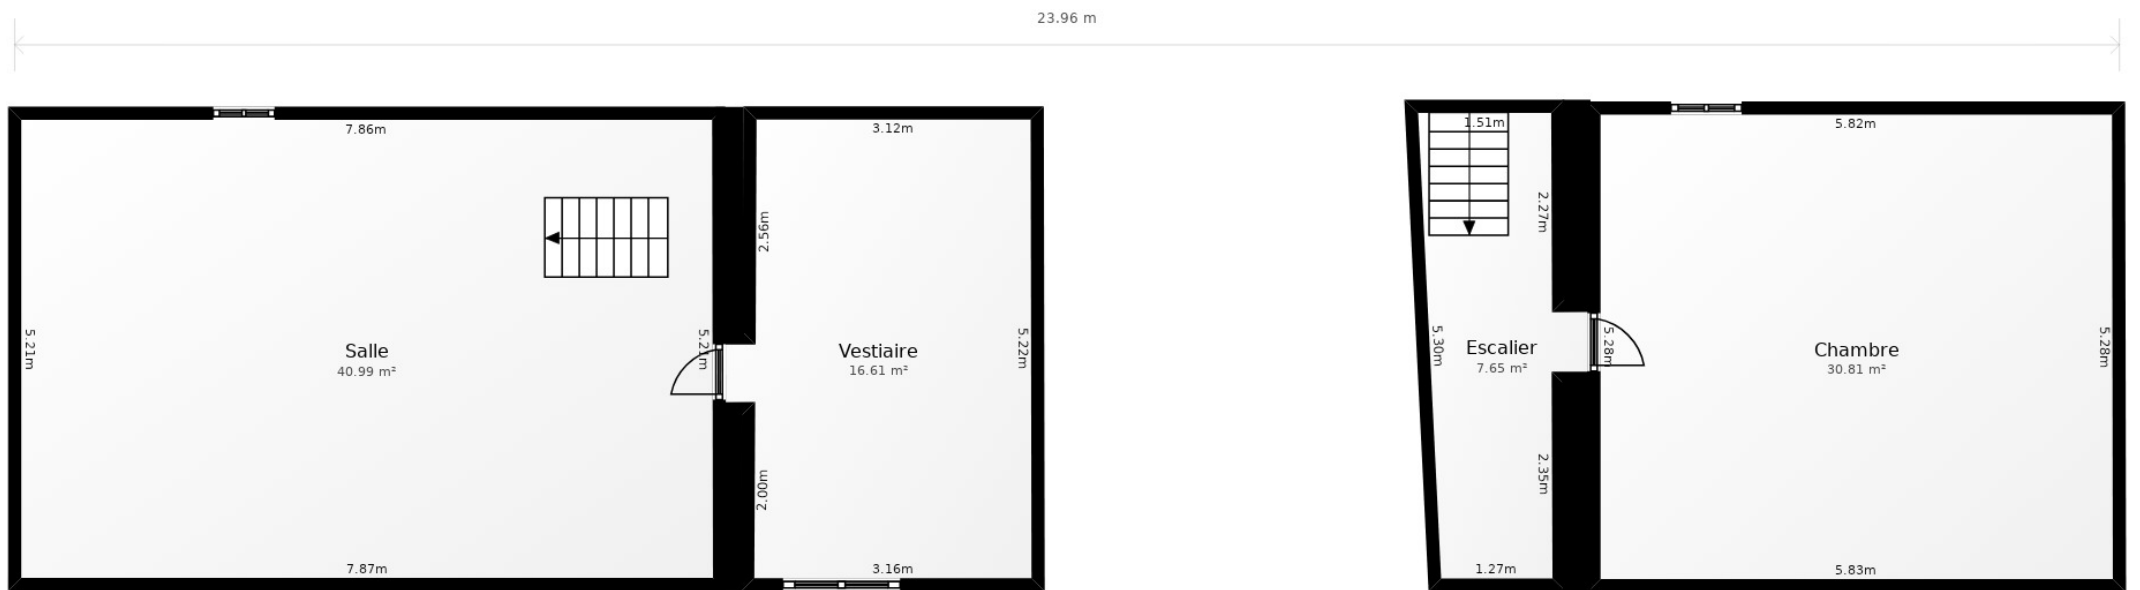 23.96 m
7.86m
3.12m
1.51m
5.82m
2.56m
2.27m
5.21m
Salle
40.99 m²
5.21m
Vestiaire
16.61 m²
5.22m
5.30m
Escalier
7.65 m²
5.28m
Chambre
30.81 m²
5.28m
2.00m
2.35m
7.87m
3.16m
1.27m
5.83m